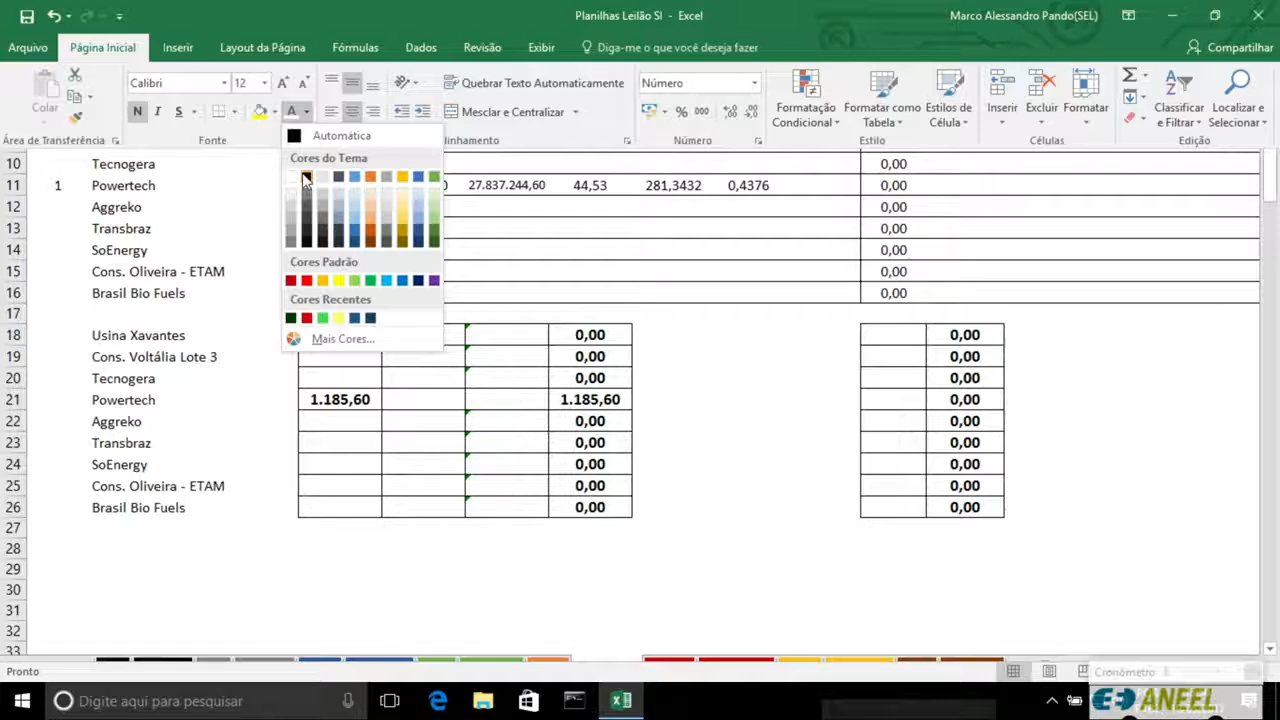 Planilhas Leilão SI - Excel
Marco Alessandro Pando(SEL)
Arquivo Página Inicial Inserir Layout da Página Fórmulas Dados Revisão Exibir Diga-me o que você deseja fazer Compartilhar
Calibri 12 Quebrar Texto Automaticamente Número
Colar Formatação Condicional Formatar como Tabela Estilos de Célula Inserir Excluir Formatar Classificar e Filtrar Localizar e Selecionar
N I S A Mesclar e Centralizar % 000
Área de Transferência Fonte linhamento Número Estilo Células Edição
Automática
Cores do Tema
Cores Padrão
Cores Recentes
Mais Cores...
10 Tecnogera 0,00
11 1 Powertech 0 27.837.244,60 44,53 281,3432 0,4376 0,00
12 Aggreko 0,00
13 Transbraz 0,00
14 SoEnergy 0,00
15 Cons. Oliveira - ETAM 0,00
16 Brasil Bio Fuels 0,00
17
18 Usina Xavantes 0,00 0,00
19 Cons. Voltália Lote 3 0,00 0,00
20 Tecnogera 0,00 0,00
21 Powertech 1.185,60 1.185,60 0,00
22 Aggreko 0,00 0,00
23 Transbraz 0,00 0,00
24 SoEnergy 0,00 0,00
25 Cons. Oliveira - ETAM 0,00 0,00
26 Brasil Bio Fuels 0,00 0,00
27
28
29
30
31
32
33
Pronto Cronômetro
Digite aqui para pesquisar
ANEEL